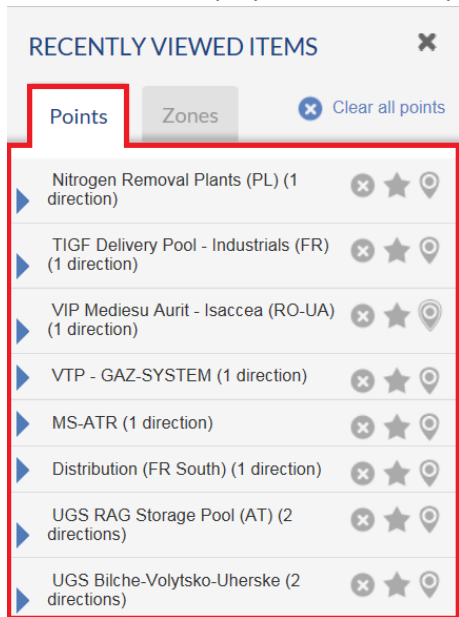 RECENTLY VIEWED ITEMS
Points
Zones
Clear all points
Nitrogen Removal Plants (PL) (1
direction)
TIGF Delivery Pool - Industrials (FR)
(1 direction)
VIP Mediesu Aurit - Isaccea (RO-UA)
(1 direction)
VTP - GAZ-SYSTEM (1 direction)
MS-ATR (1 direction)
Distribution (FR South) (1 direction)
UGS RAG Storage Pool (AT) (2
directions)
UGS Bilche-Volytsko-Uherske (2
directions)